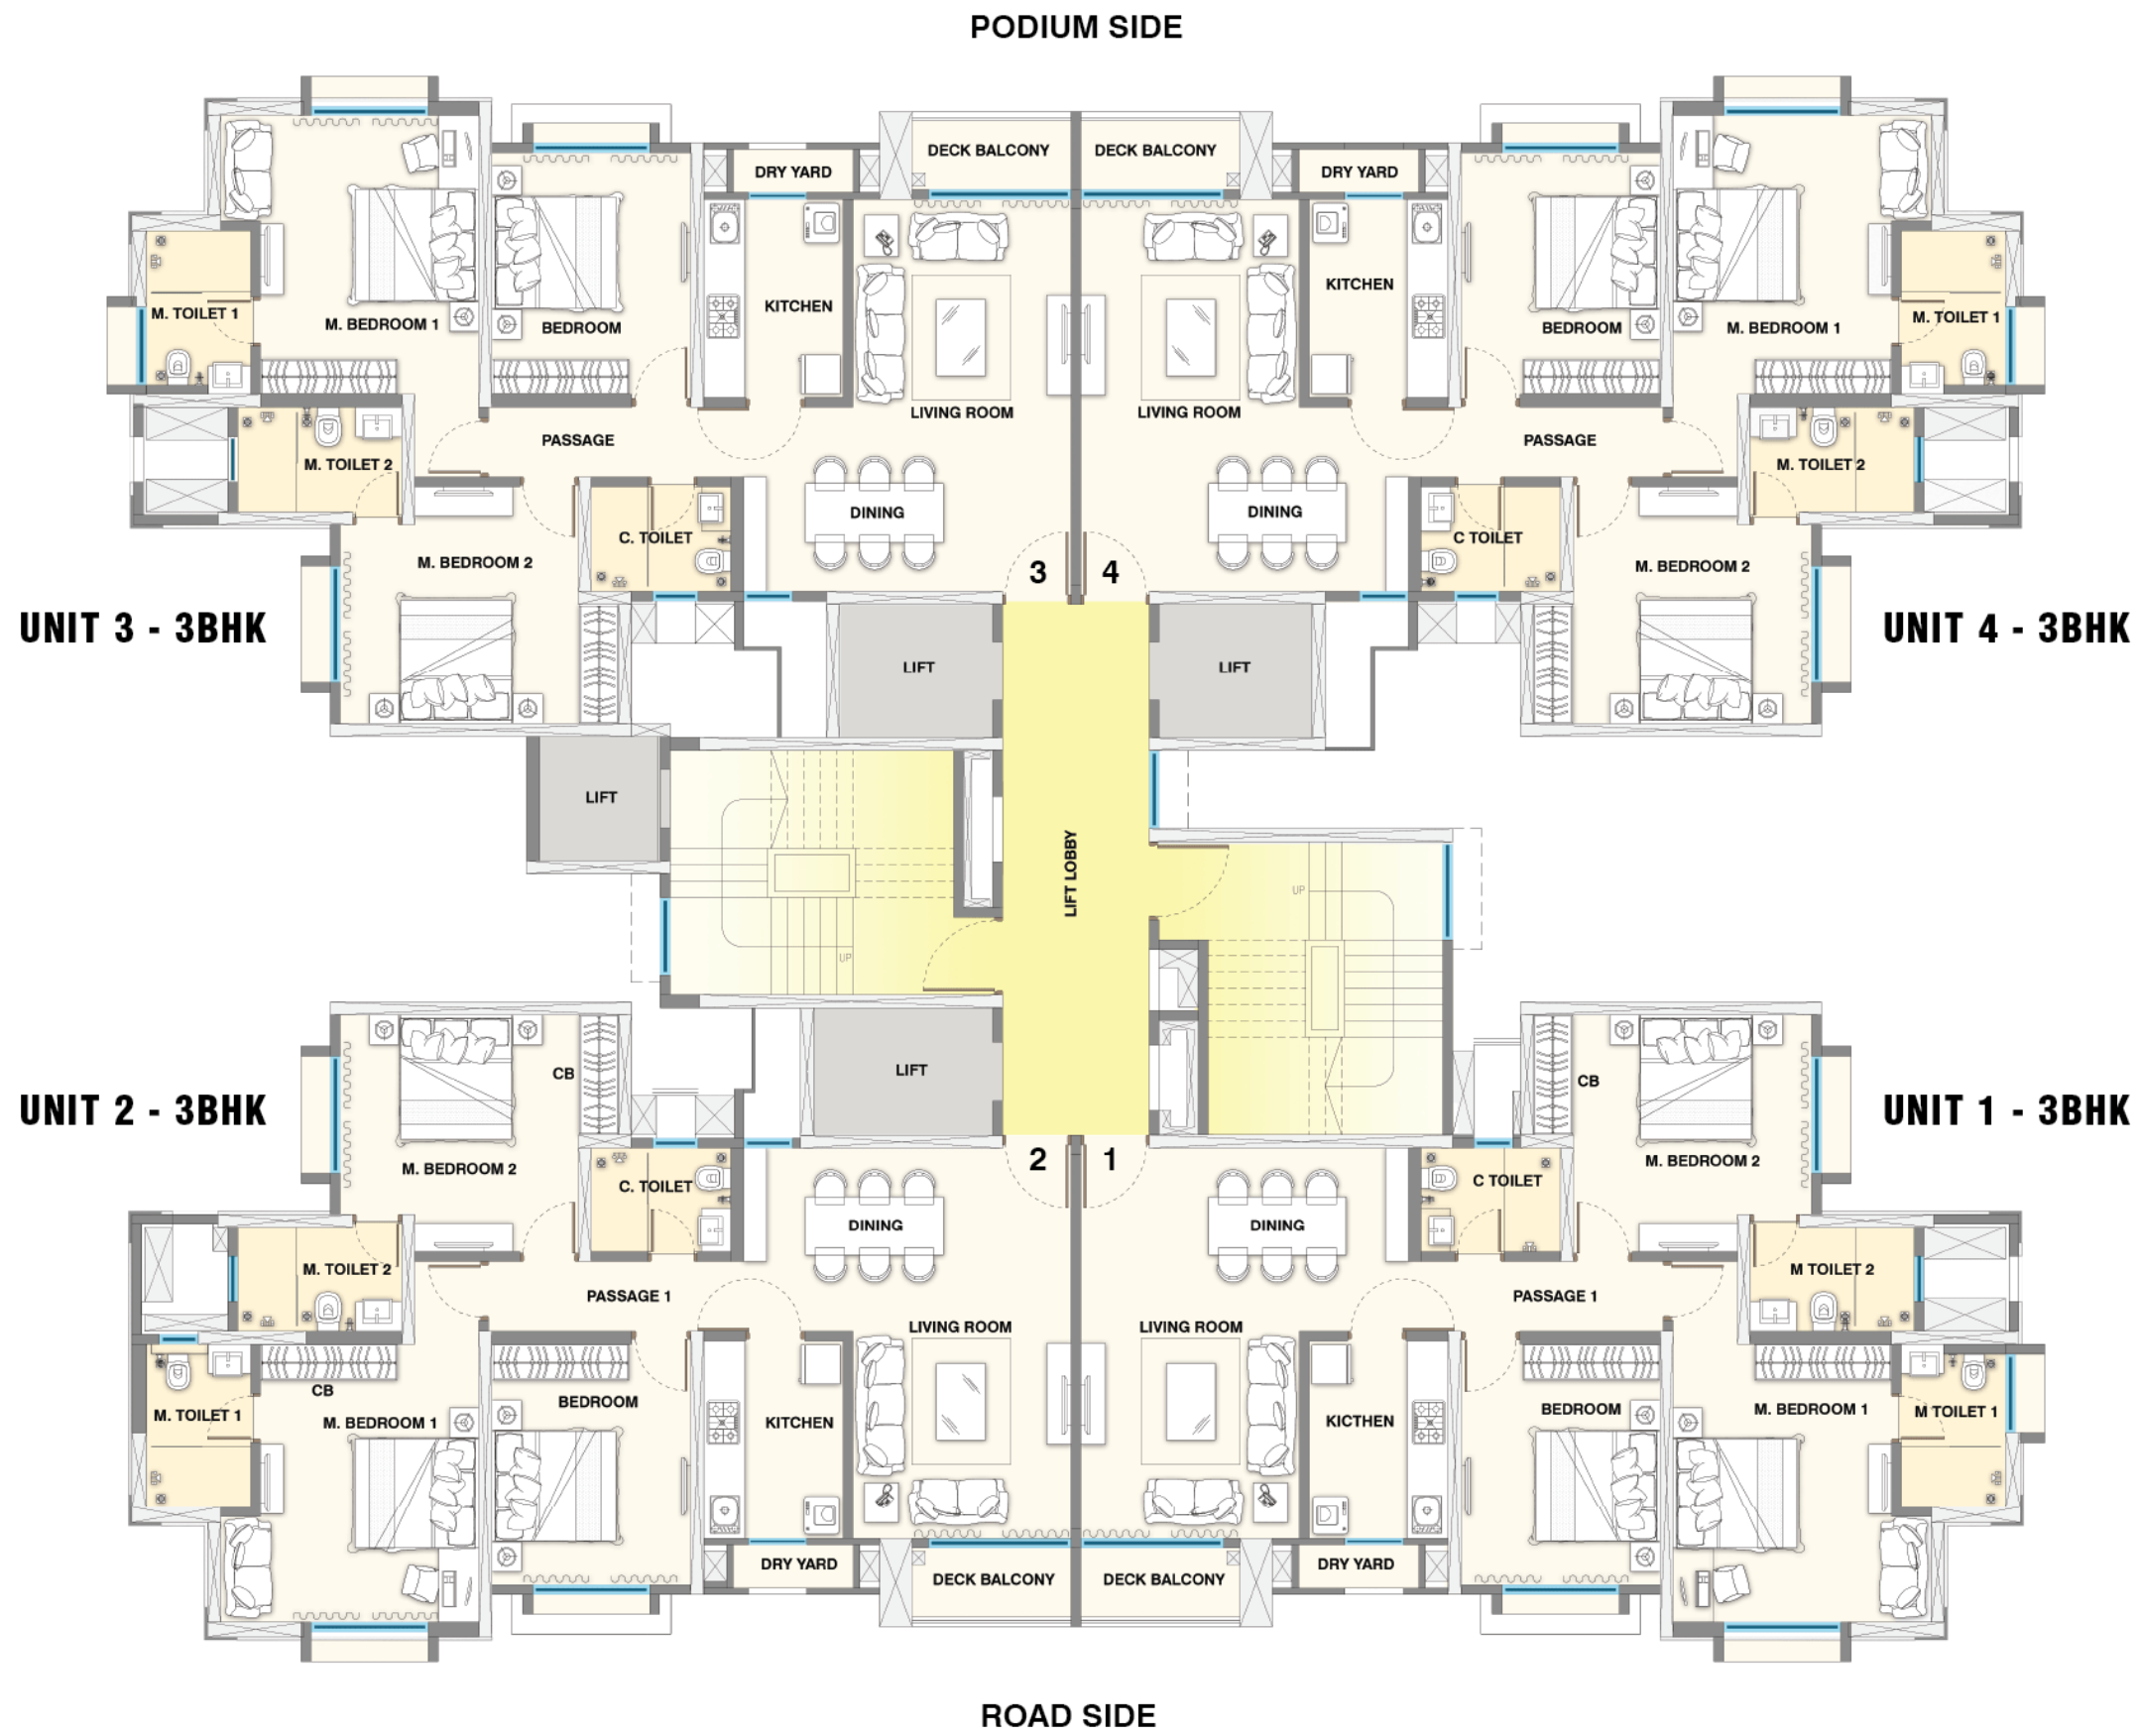 PODIUM SIDE
DECK BALCONY
DECK BALCONY
DRY YARD
DRY YARD
KITCHEN
KITCHEN
M. TOILET 1
M. BEDROOM 1
BEDROOM
BEDROOM
M. BEDROOM 1
M. TOILET 1
LIVING ROOM
LIVING ROOM
PASSAGE
PASSAGE
M. TOILET 2
M. TOILET 2
DINING
DINING
C. TOILET
C TOILET
M. BEDROOM 2
M. BEDROOM 2
3
4
UNIT 3 - 3BHK
UNIT 4 - 3BHK
LIFT
LIFT
LIFT
LIFT LOBBY
UP
UP
LIFT
CB
CB
UNIT 2 - 3BHK
UNIT 1 - 3BHK
2
1
M. BEDROOM 2
M. BEDROOM 2
C. TOILET
C TOILET
DINING
DINING
M. TOILET 2
M TOILET 2
PASSAGE 1
PASSAGE 1
LIVING ROOM
LIVING ROOM
CB
M. TOILET 1
M. BEDROOM 1
BEDROOM
KITCHEN
KICTHEN
BEDROOM
M. BEDROOM 1
M TOILET 1
DRY YARD
DRY YARD
DECK BALCONY
DECK BALCONY
ROAD SIDE